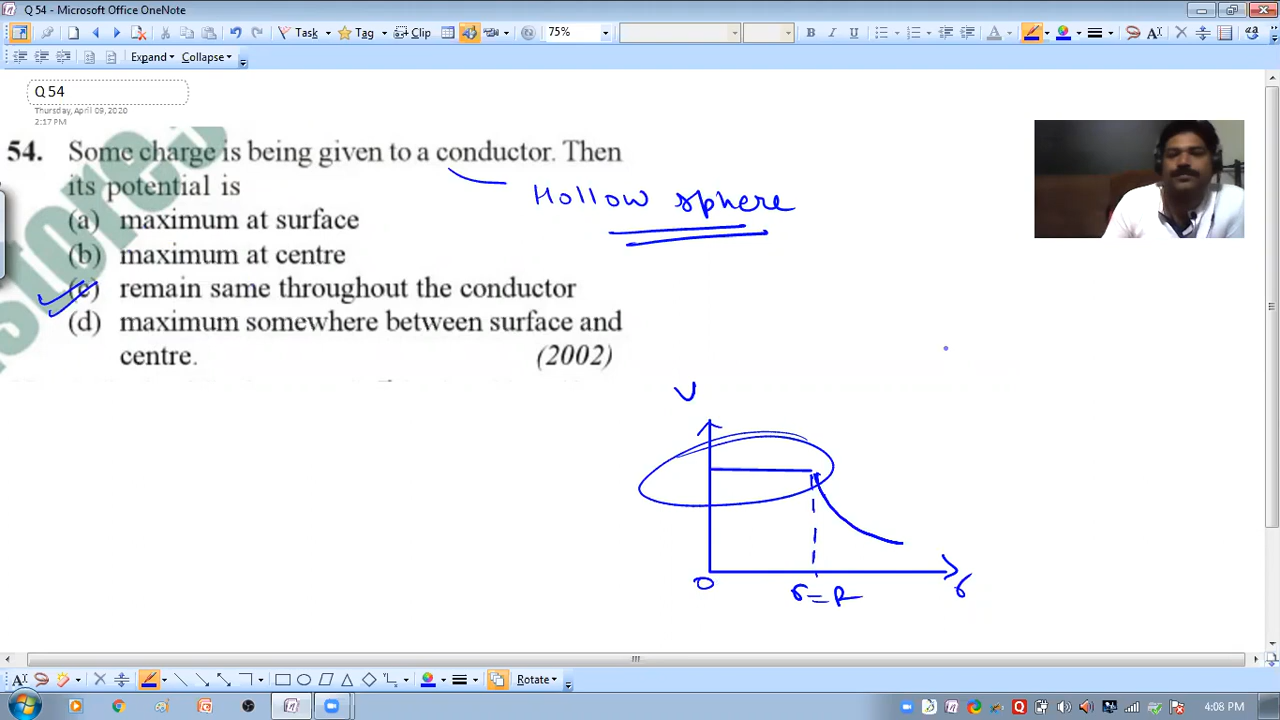 Q 54 - Microsoft Office OneNote
Task Tag Clip 75%
Expand Collapse
Q 54
Thursday, April 09, 2020
2:17 PM
54. Some charge is being given to a conductor. Then
its potential is
Hollow sphere
(a) maximum at surface
(b) maximum at centre
(c) remain same throughout the conductor
(d) maximum somewhere between surface and
centre. (2002)
V
O
r=R
r
Rotate
4:08 PM